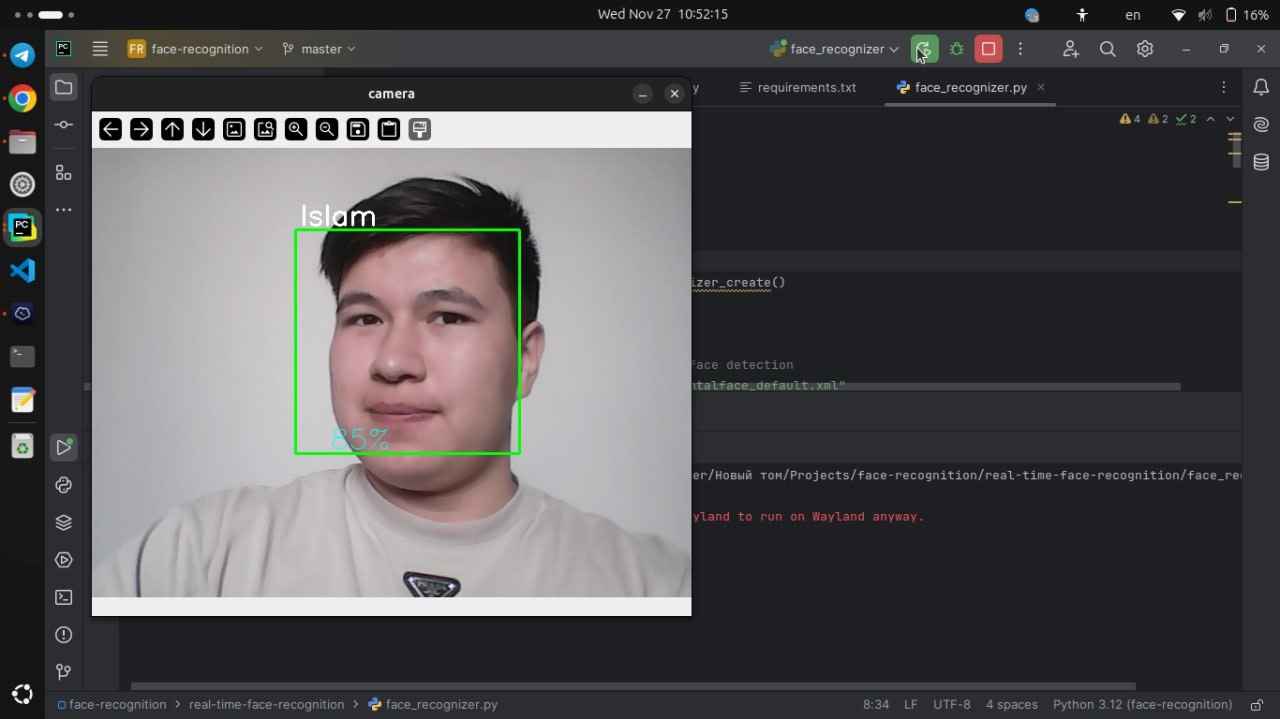 Wed Nov 27 10:52:15
en
16%
FR face-recognition
master
face_recognizer
camera
requirements.txt
face_recognizer.py
4 2 2
Islam
85%
izer_create()
face detection
ntalface_default.xml"
er/Новый том/Projects/face-recognition/real-time-face-recognition/face_re
yland to run on Wayland anyway.
PRADA
face-recognition > real-time-face-recognition > face_recognizer.py
8:34 LF UTF-8 4 spaces Python 3.12 (face-recognition)